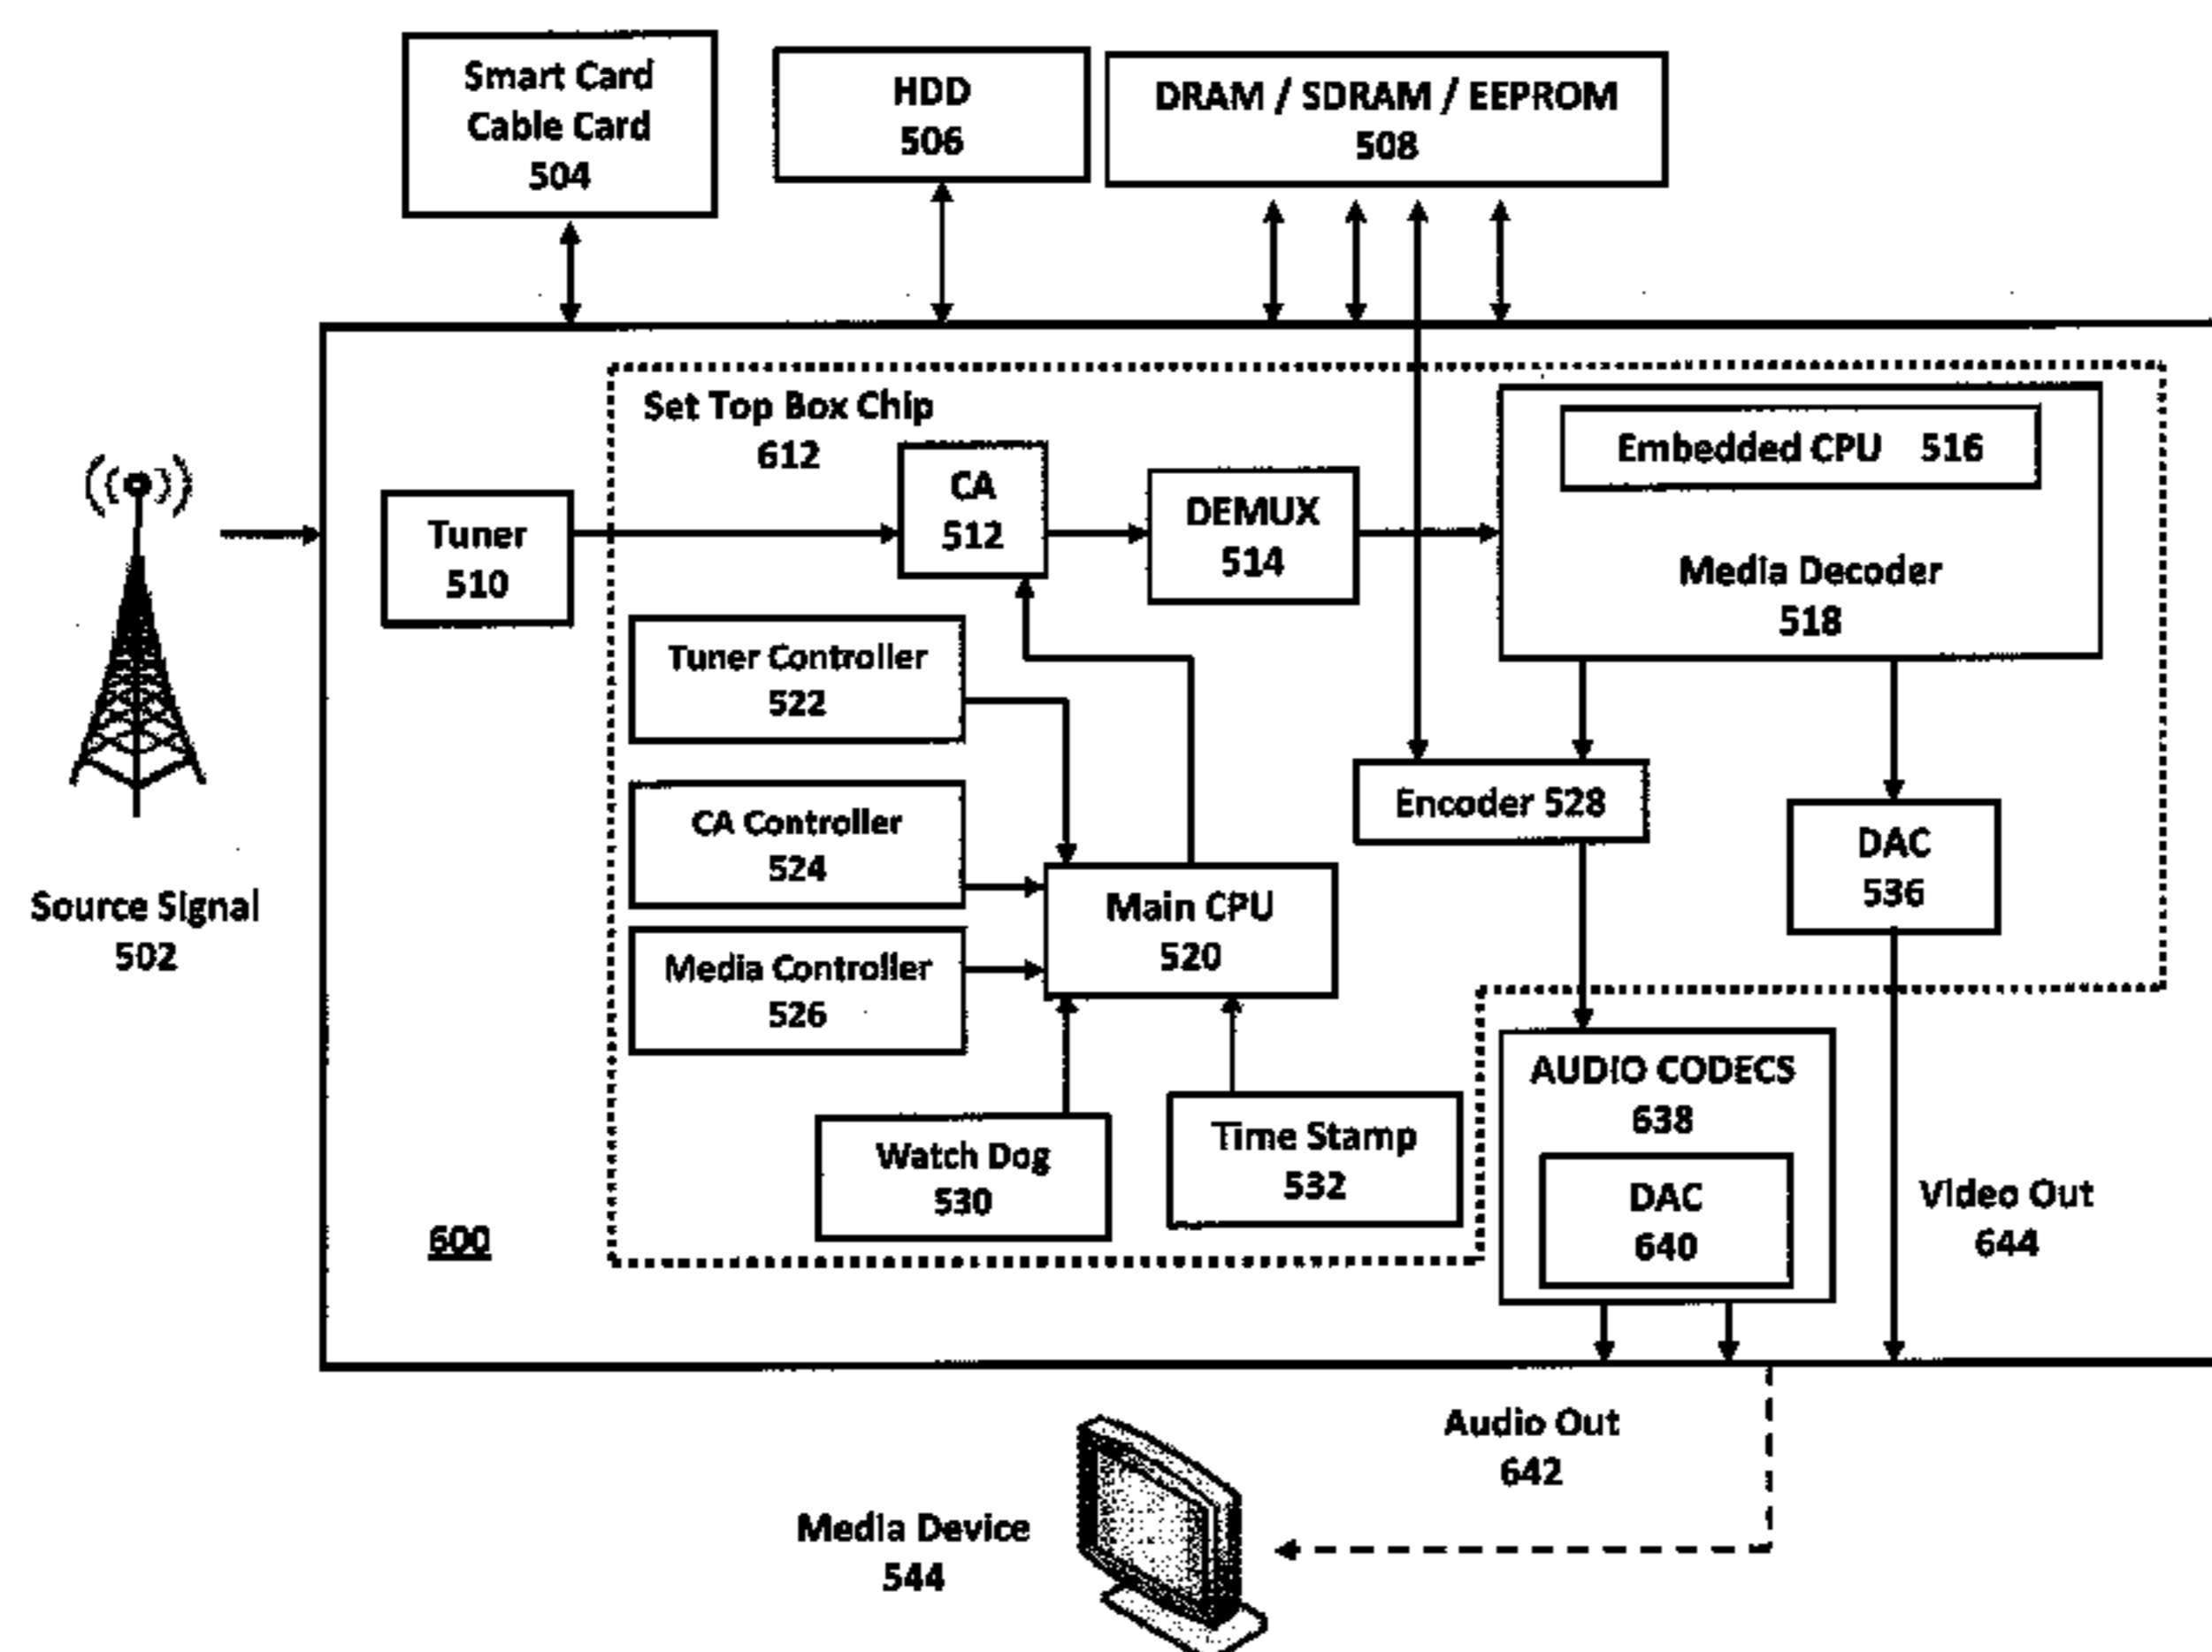 Smart Card
Cable Card
504
HDD
506
DRAM / SDRAM / EEPROM
508
Set Top Box Chip
612
CA
512
DEMUX
514
Embedded CPU 516
Media Decoder
518
Tuner
510
Tuner Controller
522
CA Controller
524
Media Controller
526
Main CPU
520
Encoder 528
DAC
536
Source Signal
502
Watch Dog
530
Time Stamp
532
AUDIO CODECS
638
DAC
640
Video Out
644
600
Audio Out
642
Media Device
544